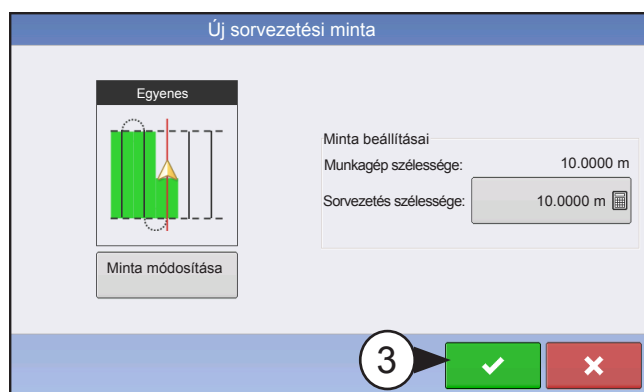 Új sorvezetési minta
Egyenes
Minta módosítása
Minta beállításai
Munkagép szélessége: 10.0000 m
Sorvezetés szélessége: 10.0000 m
3